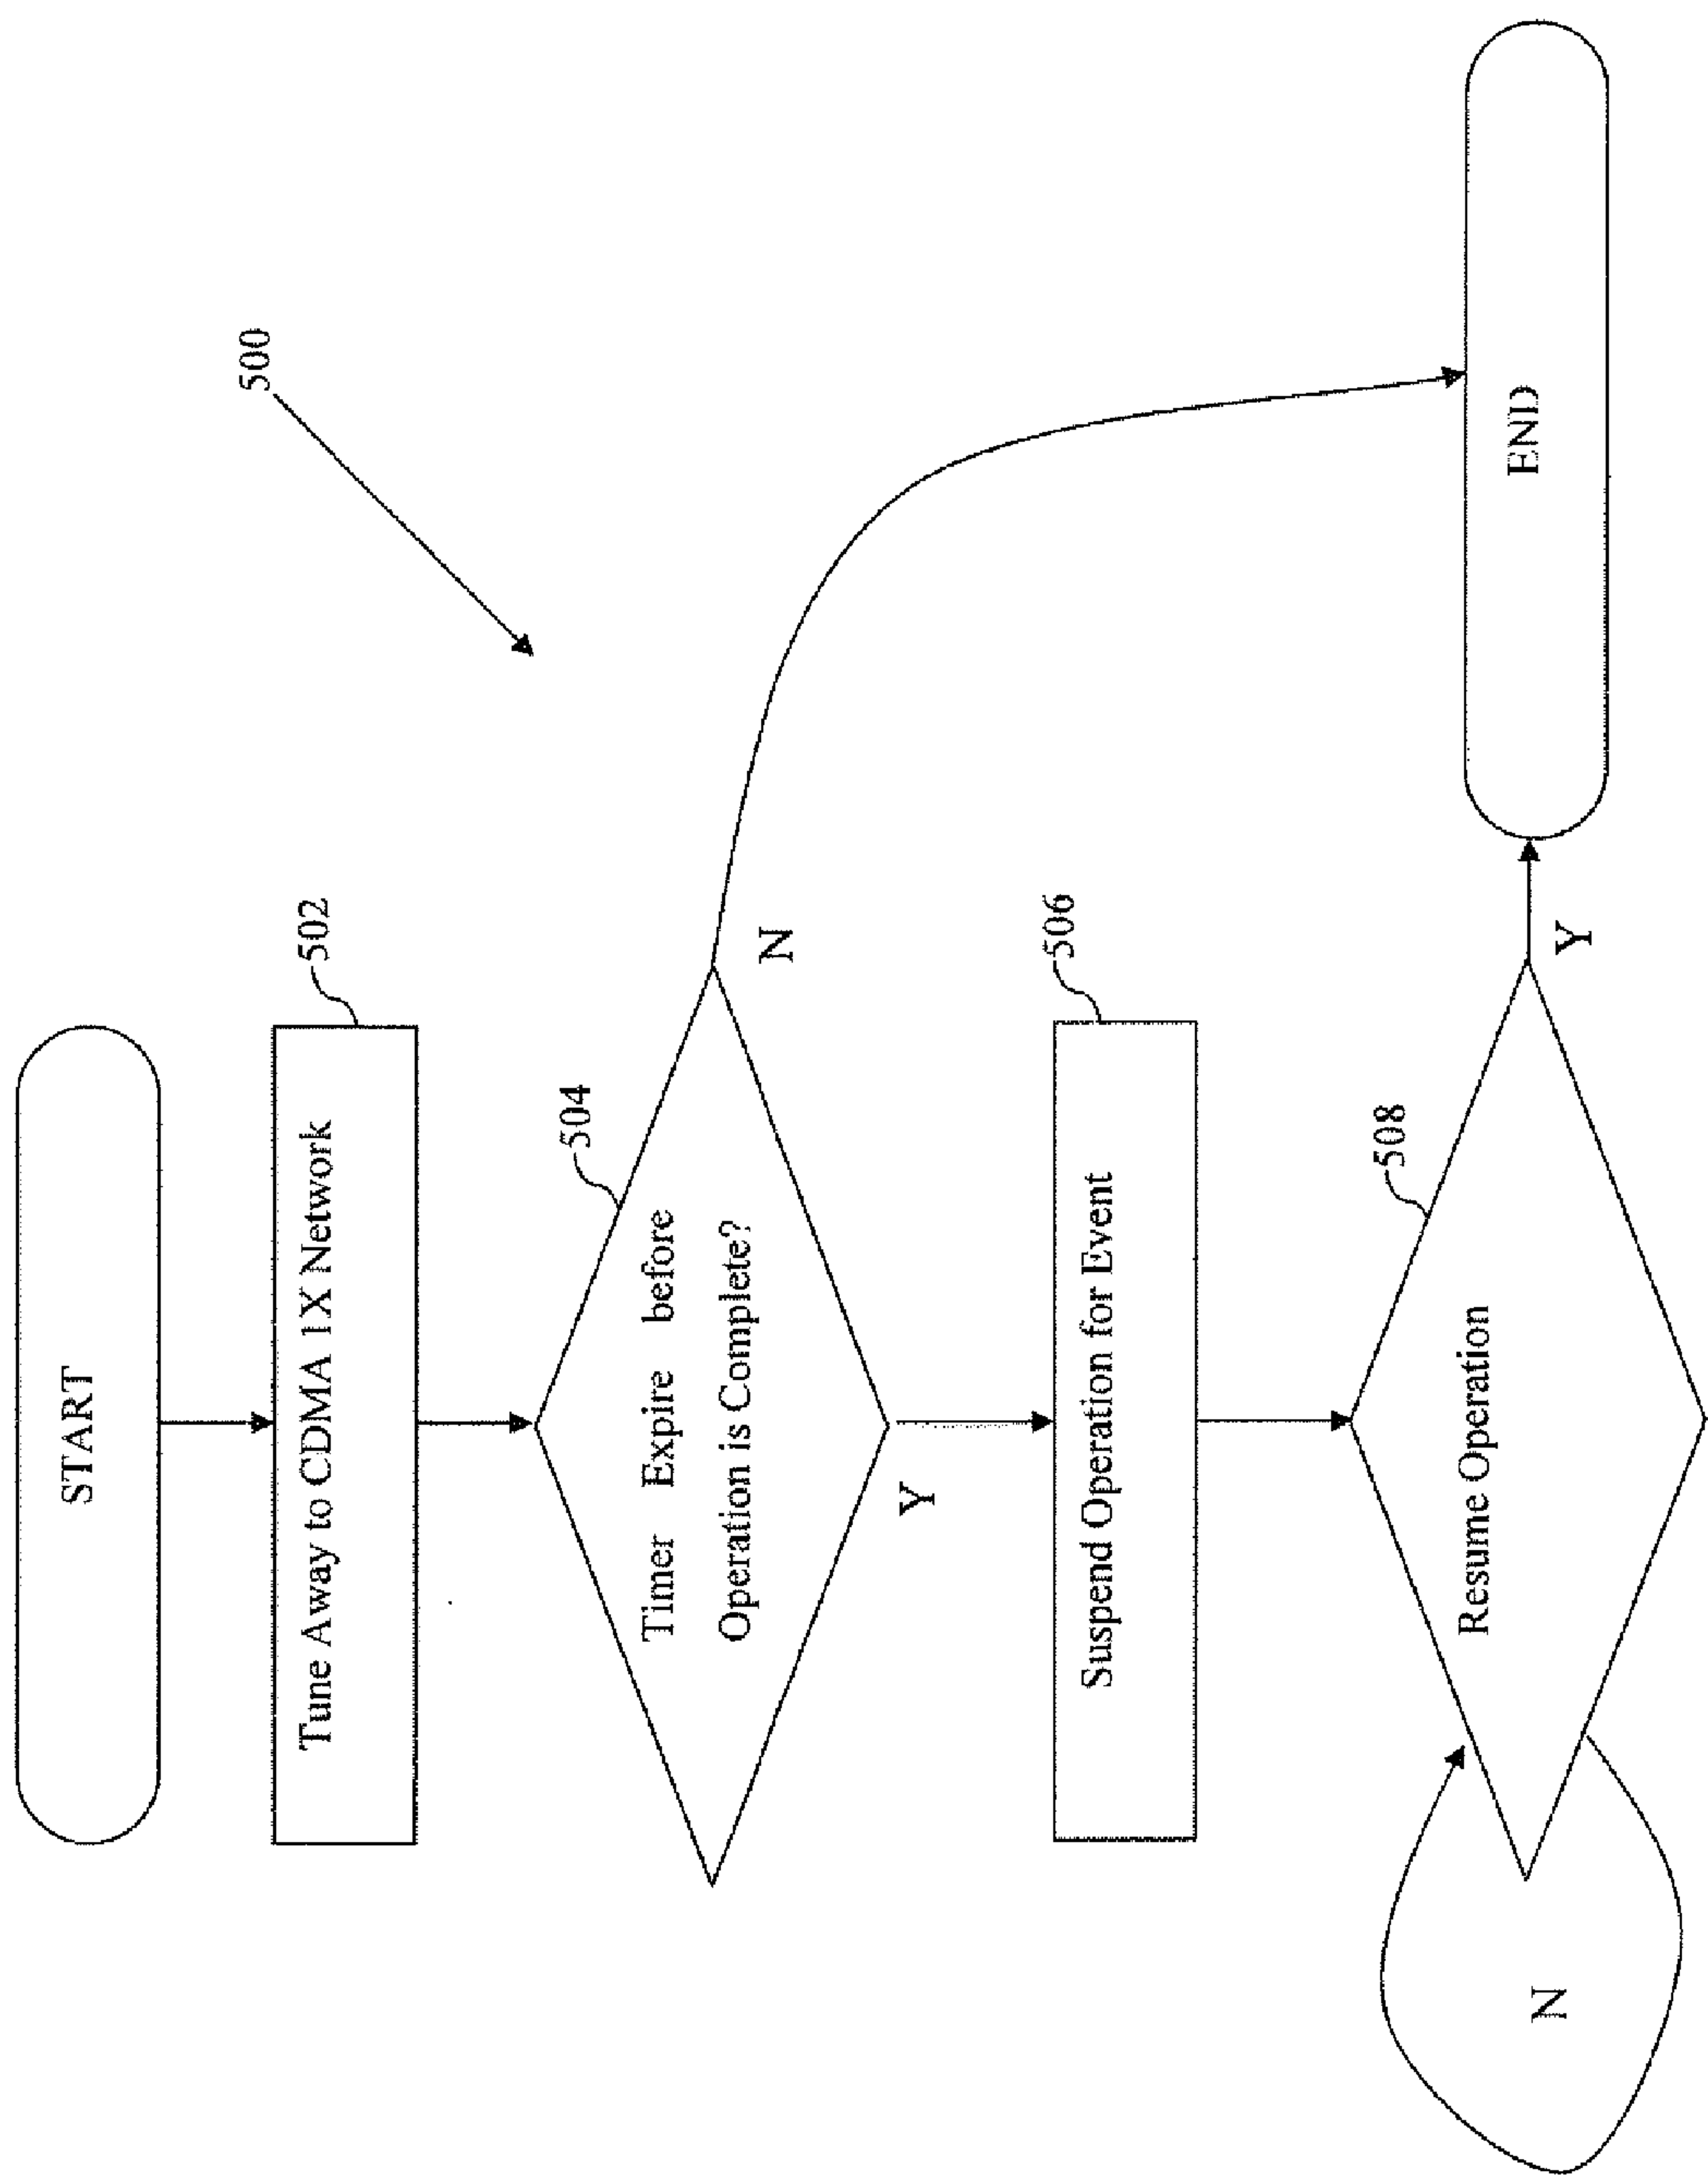 START
500
502
Tune Away to CDMA 1X Network
504
Timer Expire before
Operation is Complete?
N
Y
506
Suspend Operation for Event
508
Resume Operation
Y
N
END